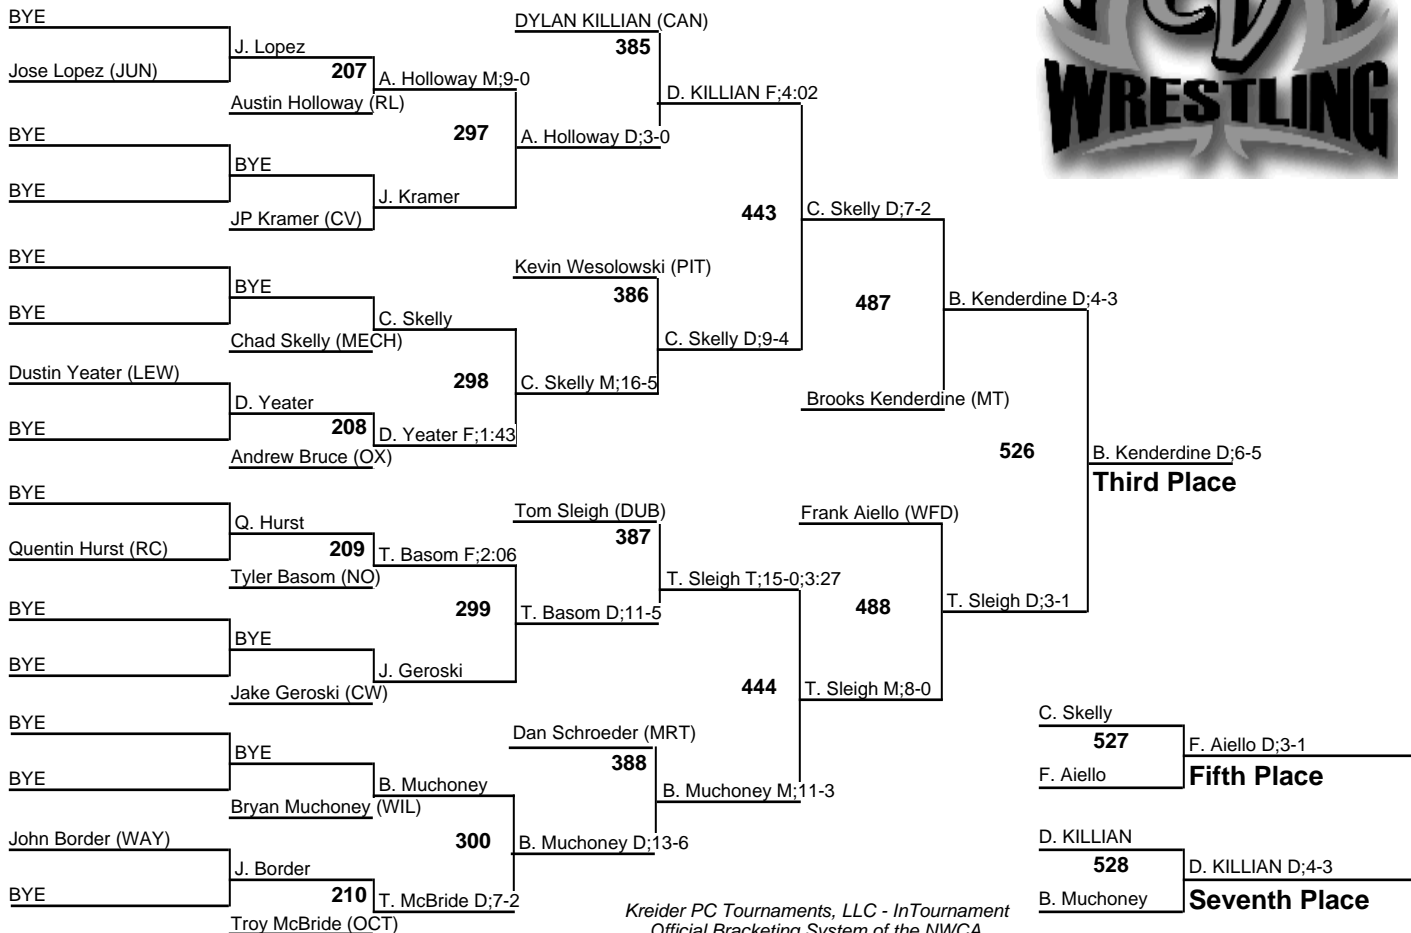 BYE
Jose Lopez (JUN)
BYE
BYE
BYE
BYE
Dustin Yeater (LEW)
BYE
BYE
Quentin Hurst (RC)
BYE
BYE
BYE
BYE
John Border (WAY)
BYE
J. Lopez
207
Austin Holloway (RL)
BYE
JP Kramer (CV)
BYE
Chad Skelly (MECH)
D. Yeater
208
Andrew Bruce (OX)
Q. Hurst
209
Tyler Basom (NO)
BYE
Jake Geroski (CW)
BYE
Bryan Muchoney (WIL)
J. Border
210
Troy McBride (OCT)
A. Holloway M;9-0
297
J. Kramer
C. Skelly
298
D. Yeater F;1:43
T. Basom F;2:06
299
J. Geroski
B. Muchoney
300
T. McBride D;7-2
DYLAN KILLIAN (CAN)
385
A. Holloway D;3-0
Kevin Wesolowski (PIT)
386
C. Skelly M;16-5
Tom Sleigh (DUB)
387
T. Basom D;11-5
Dan Schroeder (MRT)
388
B. Muchoney D;13-6
D. KILLIAN F;4:02
443
C. Skelly D;9-4
T. Sleigh T;15-0;3:27
444
B. Muchoney M;11-3
C. Skelly D;7-2
487
Brooks Kenderdine (MT)
Frank Aiello (WFD)
488
T. Sleigh M;8-0
B. Kenderdine D;4-3
526
T. Sleigh D;3-1
B. Kenderdine D;6-5
Third Place
C. Skelly
527
F. Aiello
F. Aiello D;3-1
Fifth Place
D. KILLIAN
528
B. Muchoney
D. KILLIAN D;4-3
Seventh Place
CV
WRESTLING
Kreider PC Tournaments, LLC - InTournament
Official Bracketing System of the NWCA